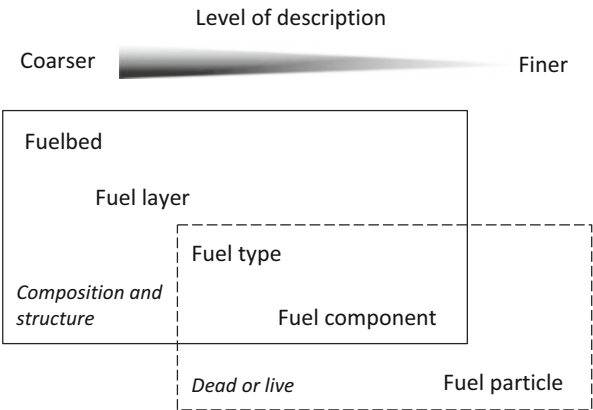 Level of description
Coarser
Finer
Fuelbed
Fuel layer
Fuel type
Composition and
structure
Fuel component
Dead or live
Fuel particle